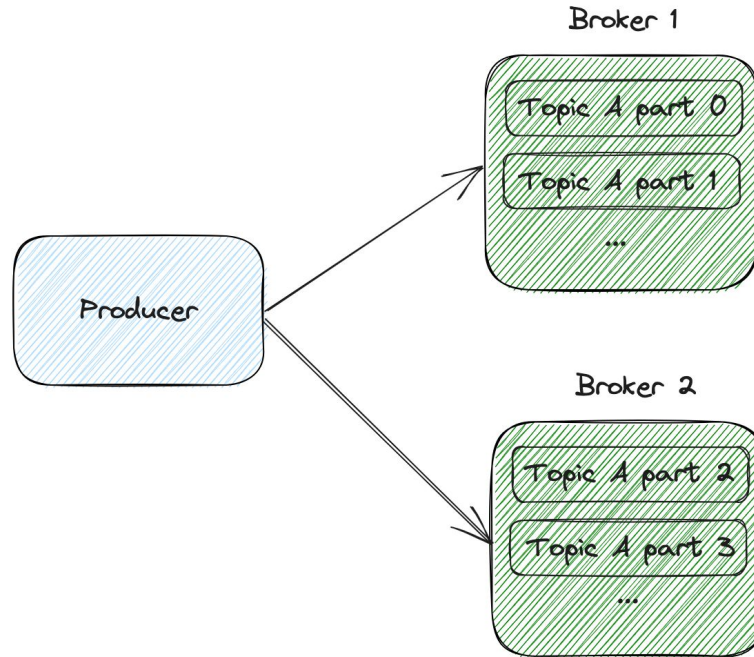 Broker 1
Topic A part 0
Topic A part 1
...
Producer
Broker 2
Topic A part 2
Topic A part 3
...